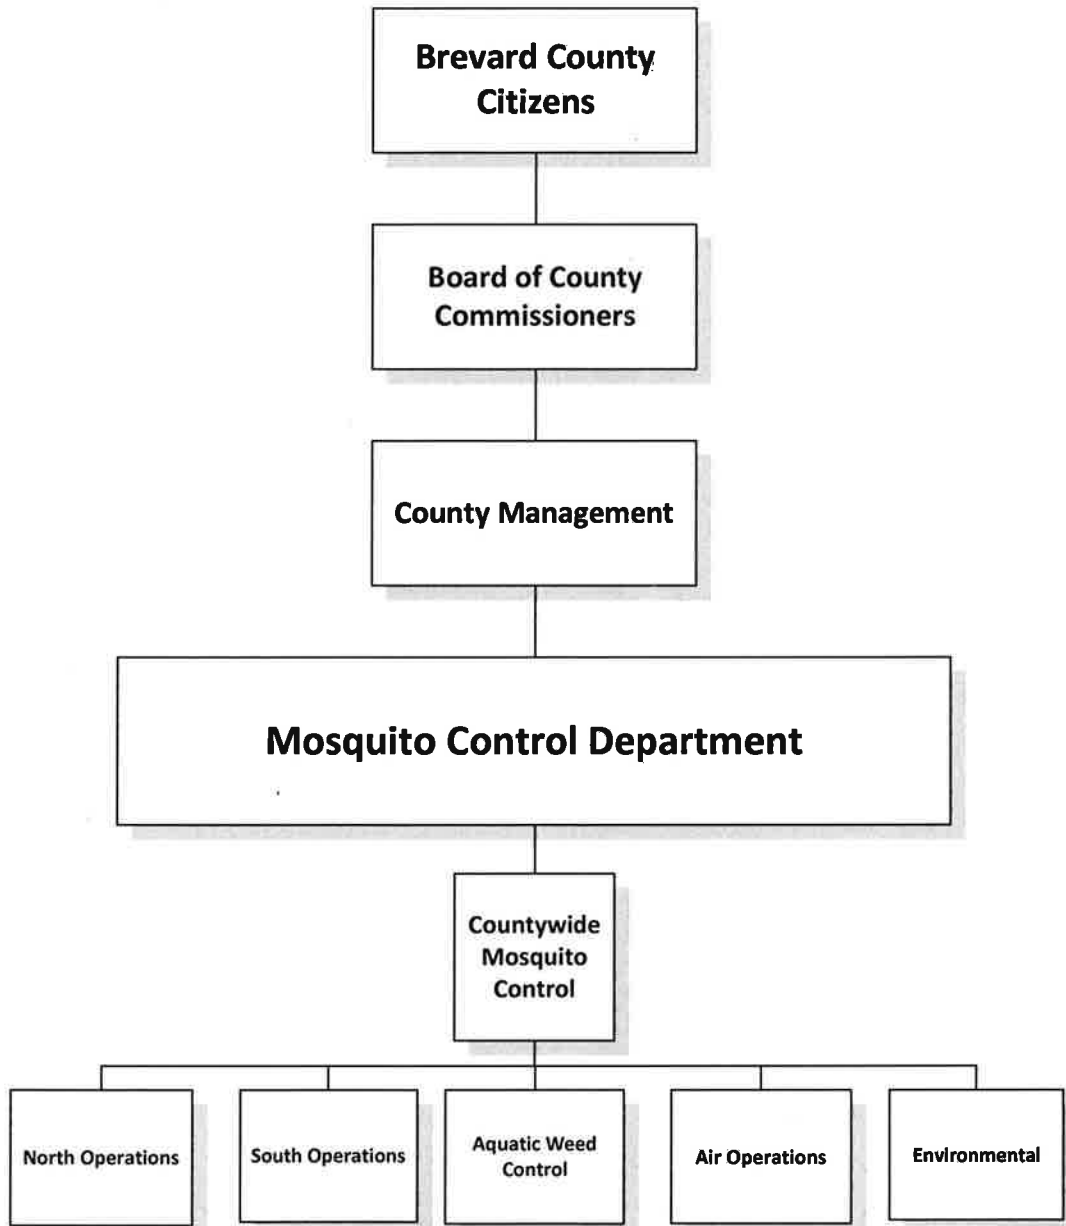 Brevard County
Citizens
Board of County
Commissioners
County Management
Mosquito Control Department
Countywide
Mosquito
Control
North Operations
South Operations
Aquatic Weed
Control
Air Operations
Environmental